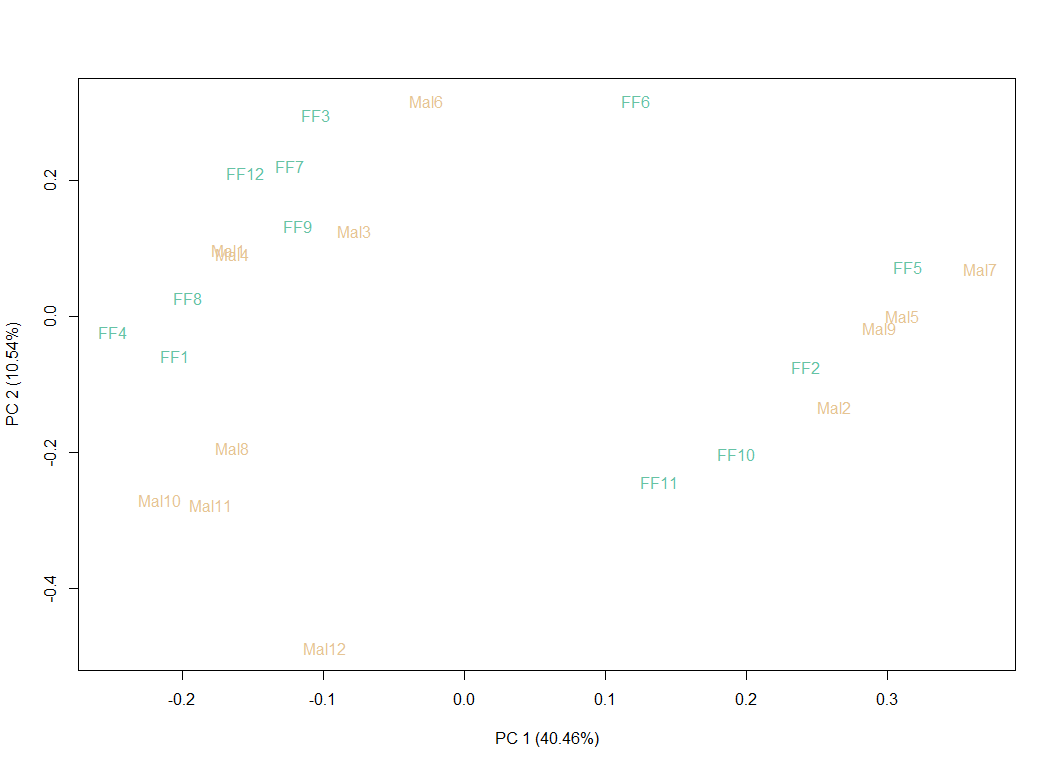 Mal6
FF6
FF3
FF7
FF12
FF9
Mal3
Mal1
Mal4
FF5
Mal7
FF8
Mal5
Mal9
FF4
FF1
FF2
Mal2
Mal8
FF10
FF11
Mal10
Mal11
Mal12
0.2
0.0
-0.2
-0.4
PC 2 (10.54%)
-0.2 -0.1 0.0 0.1 0.2 0.3
PC 1 (40.46%)